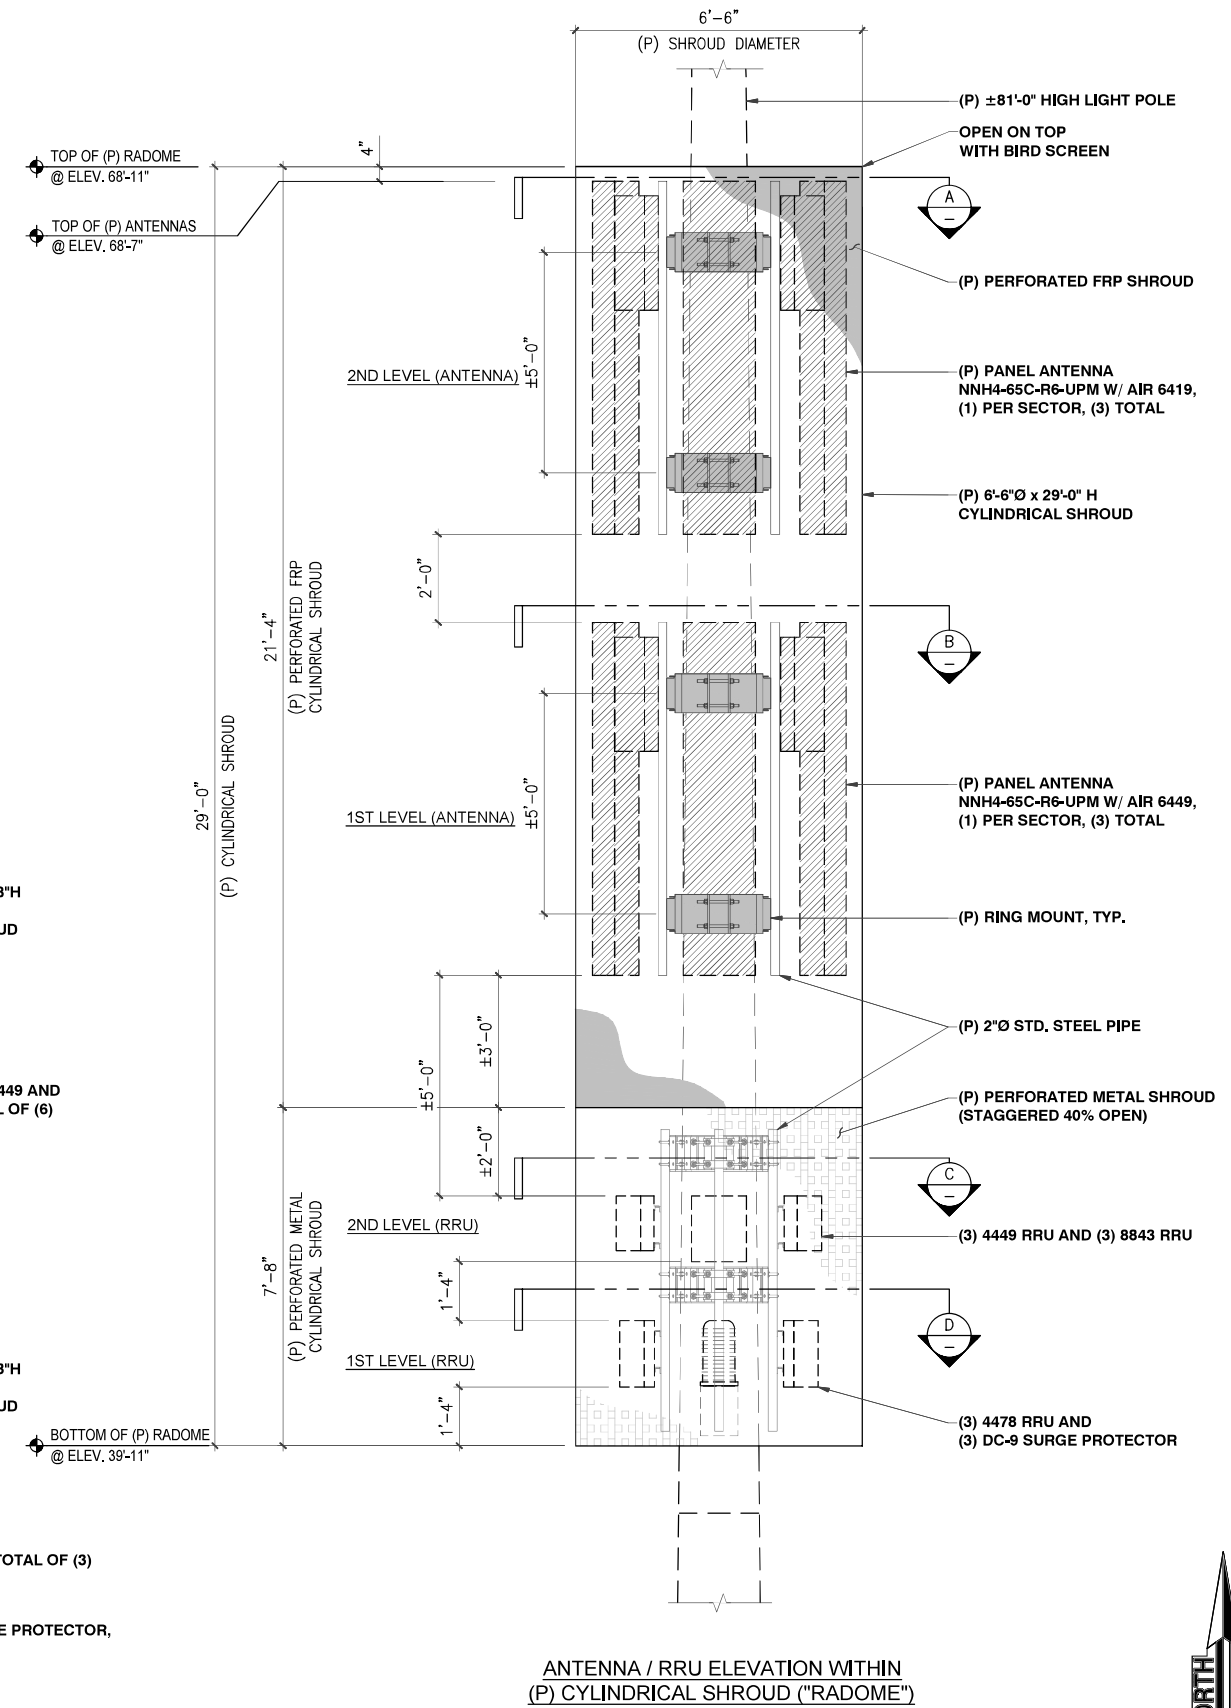 6'-6"
(P) SHROUD DIAMETER
(P) ±81'-0" HIGH LIGHT POLE
OPEN ON TOP
WITH BIRD SCREEN
TOP OF (P) RADOME
@ ELEV. 68'-11"
4"
TOP OF (P) ANTENNAS
@ ELEV. 68'-7"
A
–
(P) PERFORATED FRP SHROUD
2ND LEVEL (ANTENNA)
±5'-0"
(P) PANEL ANTENNA
NNH4-65C-R6-UPM W/ AIR 6419,
(1) PER SECTOR, (3) TOTAL
(P) 6'-6"Ø x 29'-0" H
CYLINDRICAL SHROUD
2'-0"
21'-4"
(P) PERFORATED FRP
CYLINDRICAL SHROUD
B
–
29'-0"
(P) CYLINDRICAL SHROUD
1ST LEVEL (ANTENNA)
±5'-0"
(P) PANEL ANTENNA
NNH4-65C-R6-UPM W/ AIR 6449,
(1) PER SECTOR, (3) TOTAL
"H
UD
(P) RING MOUNT, TYP.
(P) 2"Ø STD. STEEL PIPE
±3'-0"
±5'-0"
449 AND
OF (6)
(P) PERFORATED METAL SHROUD
(STAGGERED 40% OPEN)
±2'-0"
C
–
7'-8"
(P) PERFORATED METAL
CYLINDRICAL SHROUD
2ND LEVEL (RRU)
(3) 4449 RRU AND (3) 8843 RRU
1'-4"
D
–
1ST LEVEL (RRU)
"H
UD
1'-4"
(3) 4478 RRU AND
(3) DC-9 SURGE PROTECTOR
BOTTOM OF (P) RADOME
@ ELEV. 39'-11"
TOTAL OF (3)
E PROTECTOR,
ORTH
ANTENNA / RRU ELEVATION WITHIN
(P) CYLINDRICAL SHROUD ("RADOME")